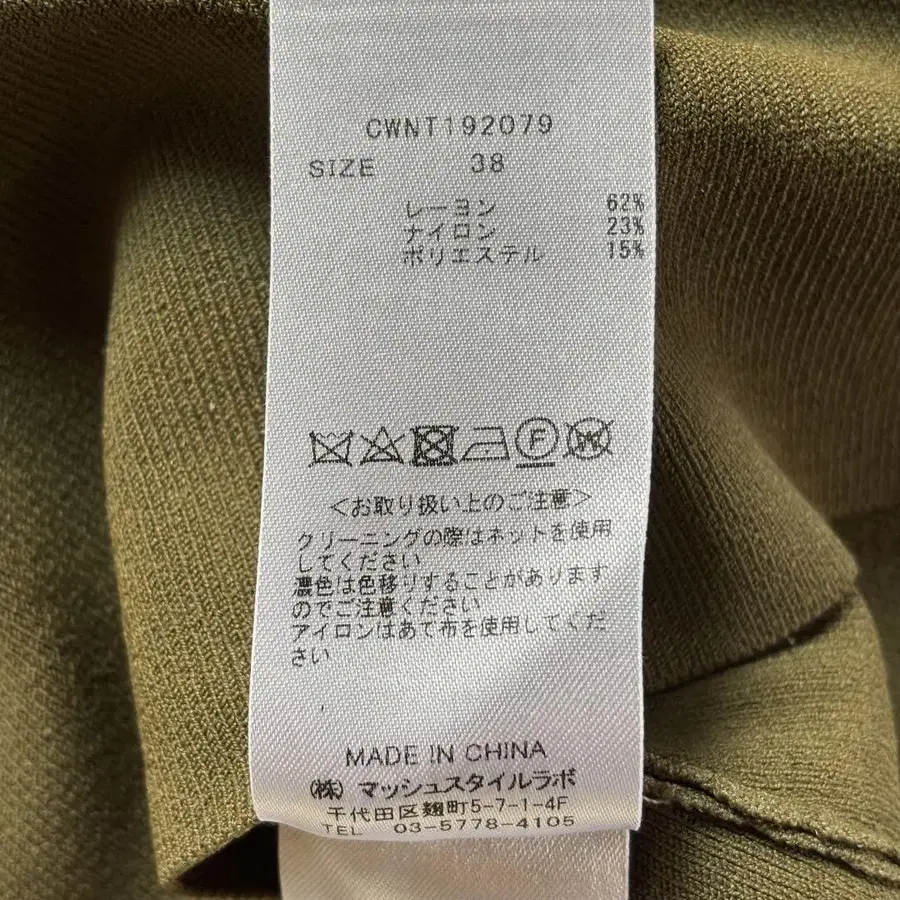 CWNT192079
SIZE 38
レーヨン 62%
ナイロン 23%
ポリエステル 15%
F W
<お取り扱い上のご注意>
クリーニングの際はネットを使用
してください
濃色は色移りすることがあります
のでご注意ください
アイロンはあて布を使用してくだ
さい
MADE IN CHINA
(株)マッシュスタイルラボ
千代田区麹町5-7-1-4F
TEL 03-5778-4105